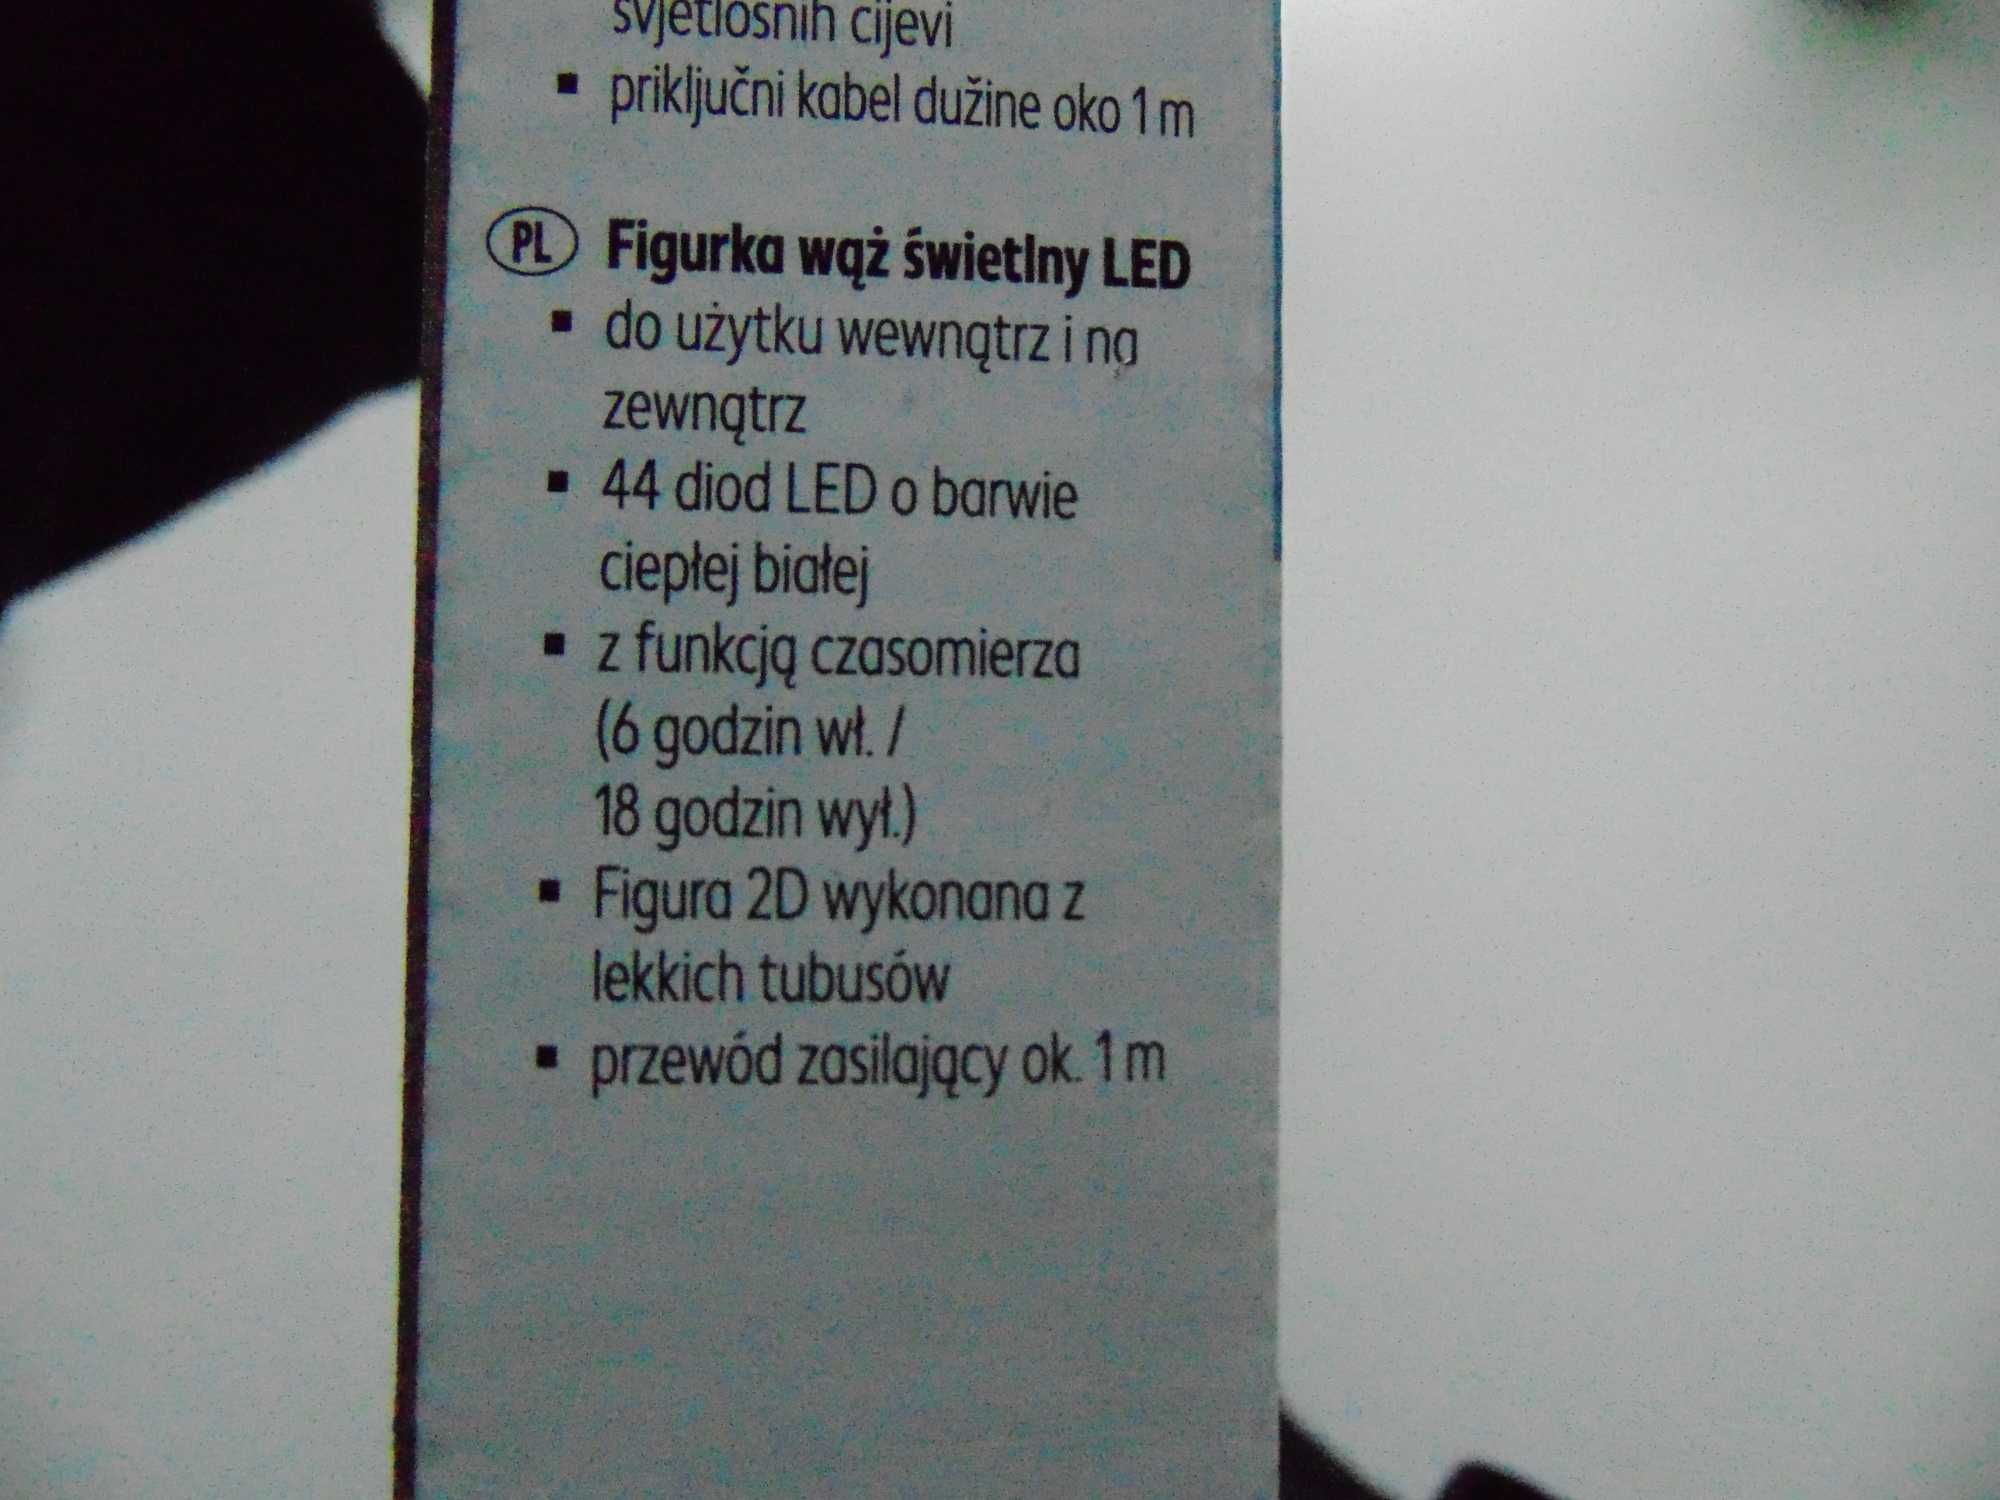 svjetlosnih cijevi
▪ priključni kabel dužine oko 1 m
PL Figurka wąż świetlny LED
▪ do użytku wewnątrz i na
zewnątrz
▪ 44 diod LED o barwie
ciepłej białej
▪ z funkcją czasomierza
(6 godzin wł. /
18 godzin wył.)
▪ Figura 2D wykonana z
lekkich tubusów
▪ przewód zasilający ok. 1 m